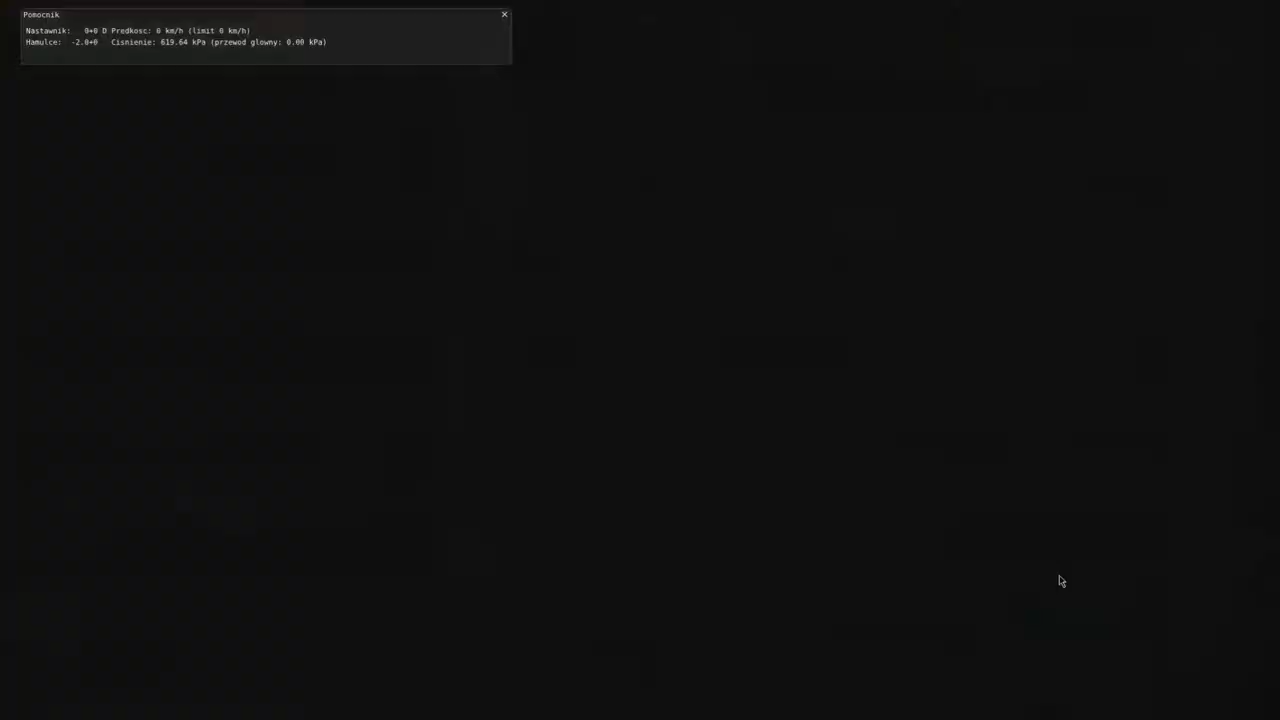 Pomocnik
Nastawnik: 0+0 D Predkosc: 0 km/h (limit 0 km/h)
Hamulce: -2.0+0 Cisnienie: 619.64 kPa (przewod glowny: 0.00 kPa)